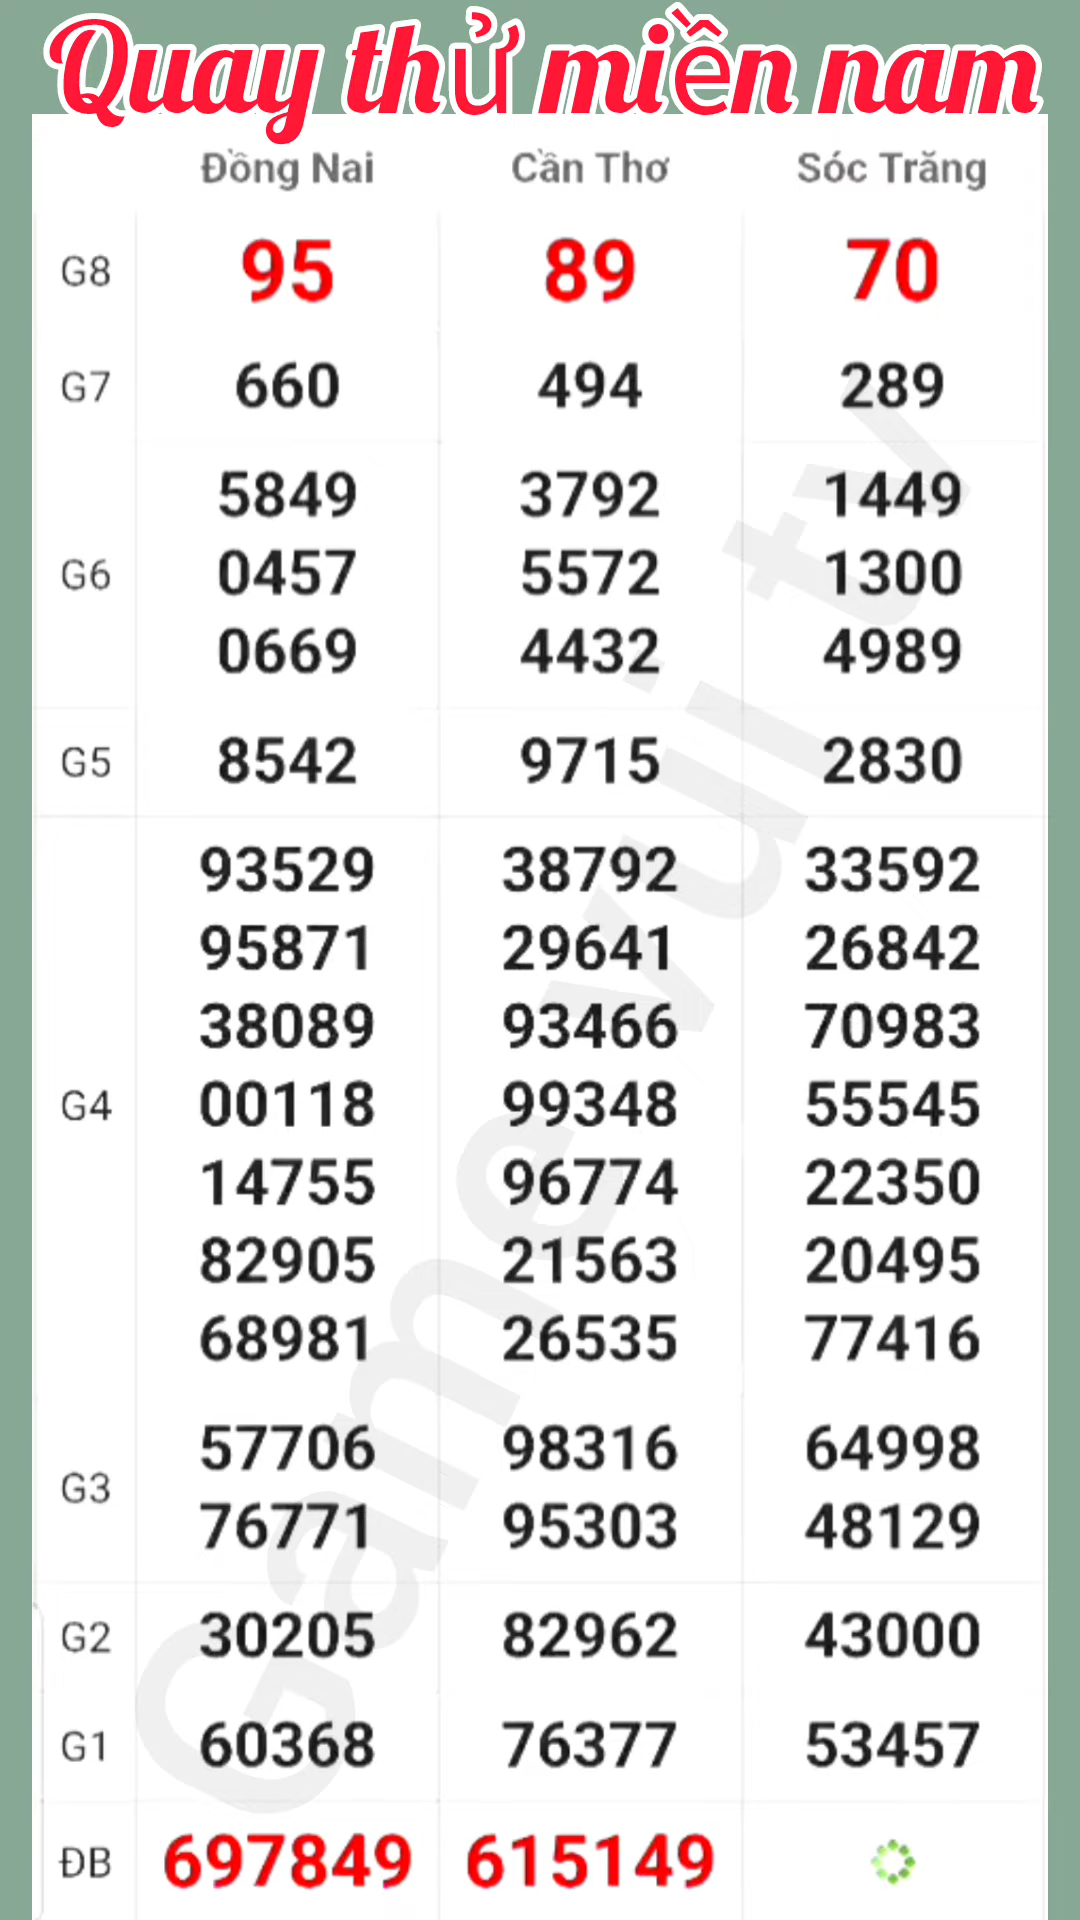 Quay thử miền nam
Đồng Nai Cần Thơ Sóc Trăng
G8 95 89 70
G7 660 494 289
5849 3792 1449
G6 0457 5572 1300
0669 4432 4989
G5 8542 9715 2830
93529 38792 33592
95871 29641 26842
38089 93466 70983
G4 00118 99348 55545
14755 96774 22350
82905 21563 20495
68981 26535 77416
57706 98316 64998
G3
76771 95303 48129
G2 30205 82962 43000
G1 60368 76377 53457
ĐB 697849 615149
Game vui tv